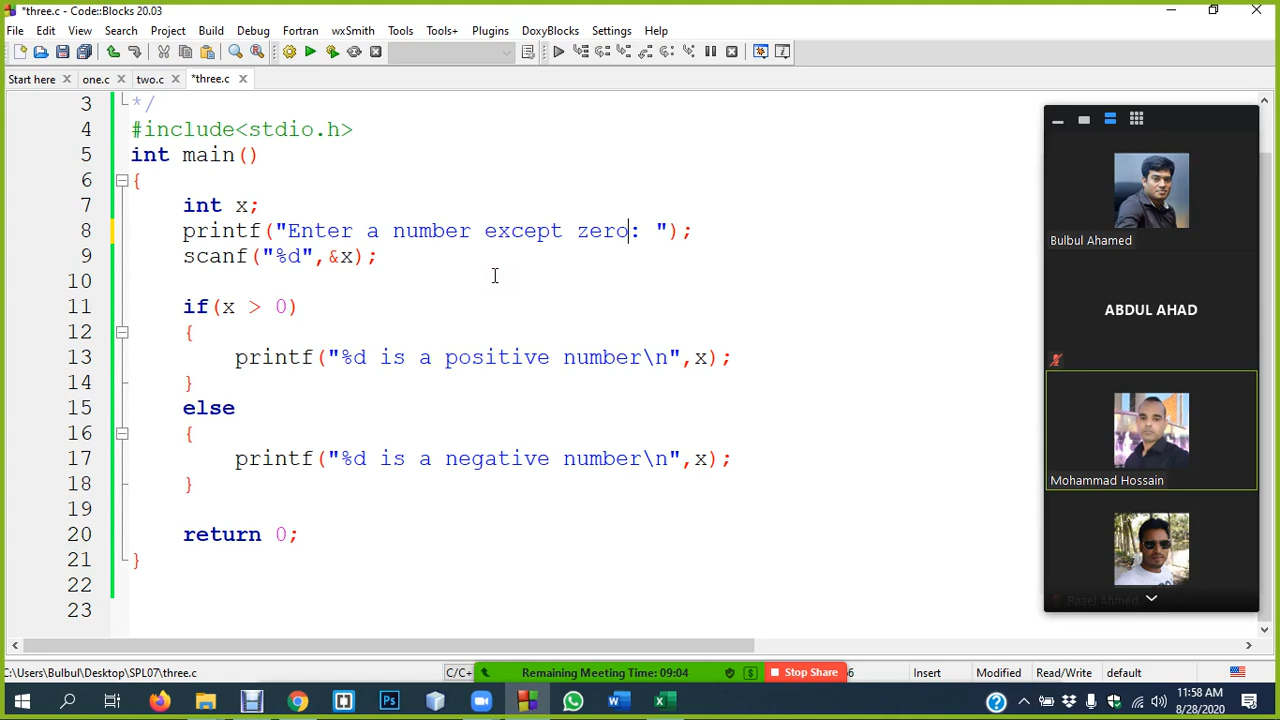 *three.c - Code::Blocks 20.03
File Edit View Search Project Build Debug Fortran wxSmith Tools Tools+ Plugins DoxyBlocks Settings Help
Start here one.c two.c *three.c
3 */
4 #include<stdio.h>
5 int main()
6 {
7 int x;
8 printf("Enter a number except zero: ");
9 scanf("%d",&x);
10
11 if(x > 0)
12 {
13 printf("%d is a positive number\n",x);
14 }
15 else
16 {
17 printf("%d is a negative number\n",x);
18 }
19
20 return 0;
21 }
22
23
Bulbul Ahamed
ABDUL AHAD
Mohammad Hossain
Rasel Ahmed
C:\Users\Bulbul\Desktop\SPL07\three.c C/C+ Remaining Meeting Time: 09:04 Stop Share 6 Insert Modified Read/Write default
11:58 AM
8/28/2020